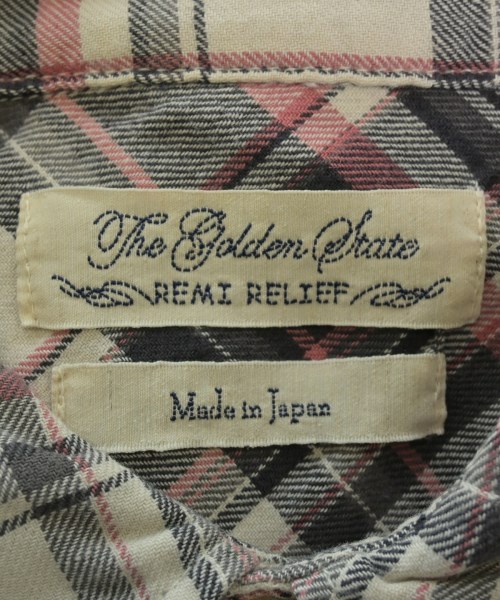 The Golden State
REMI RELIEF
Made in Japan